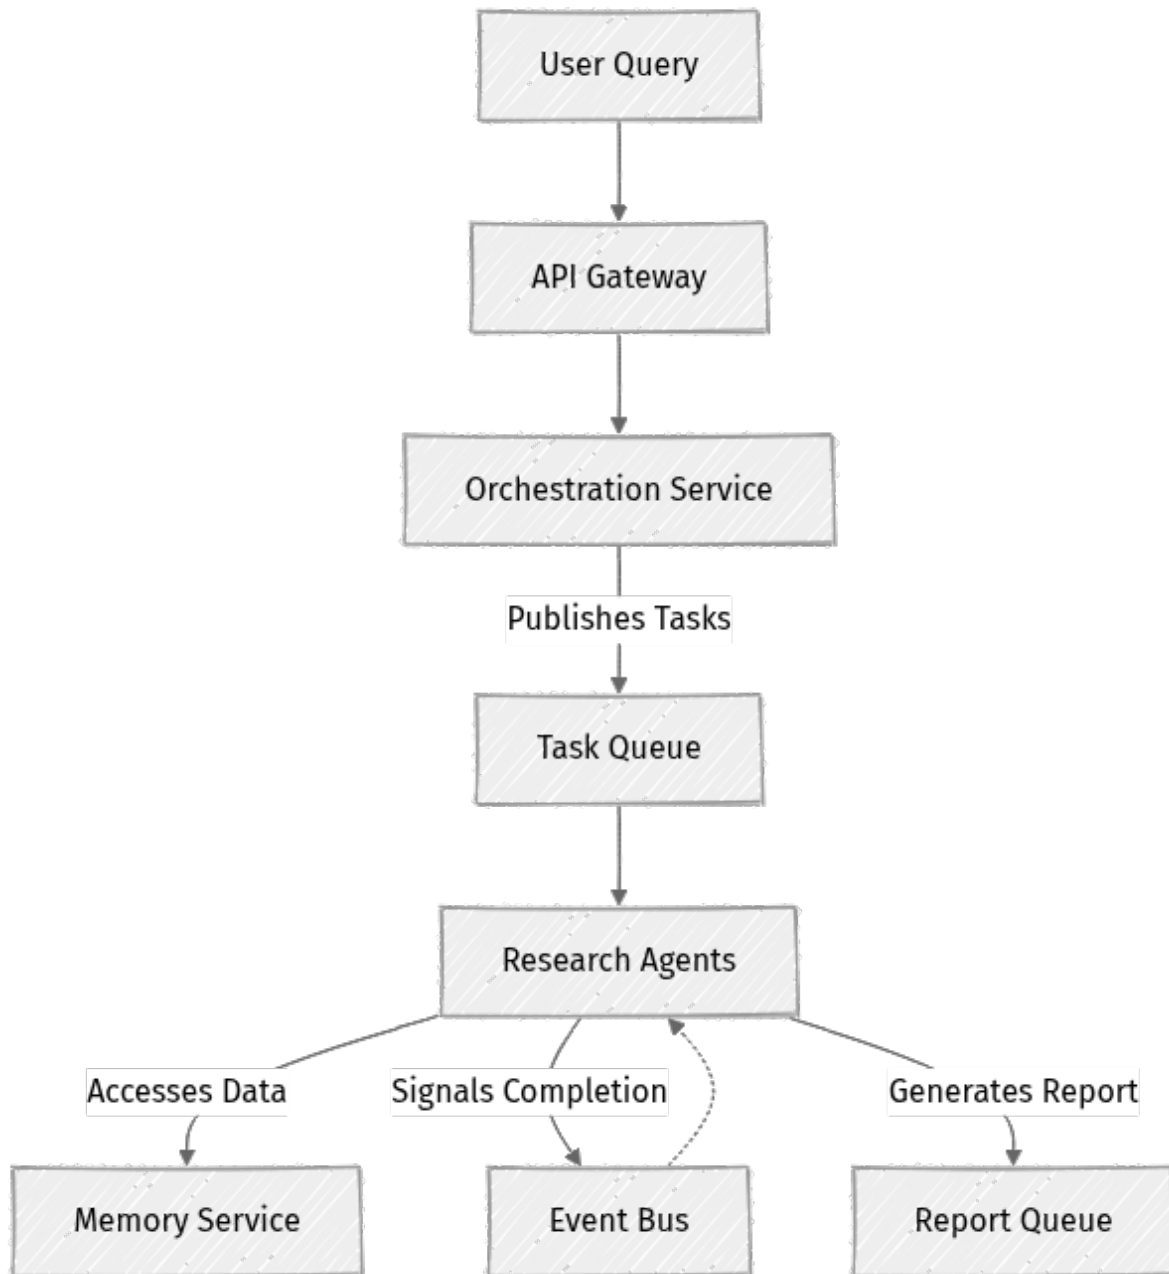 User Query
API Gateway
Orchestration Service
Publishes Tasks
Task Queue
Research Agents
Accesses Data
Signals Completion
Generates Report
Memory Service
Event Bus
Report Queue